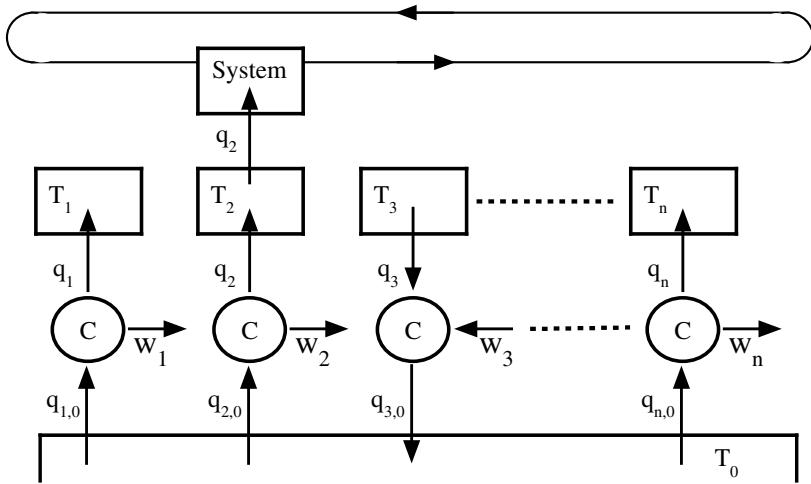 System
q2
T1 T2 T3 Tn
q1 q2 q3 qn
C C C C
w1 w2 w3 wn
q1,0 q2,0 q3,0 qn,0
T0